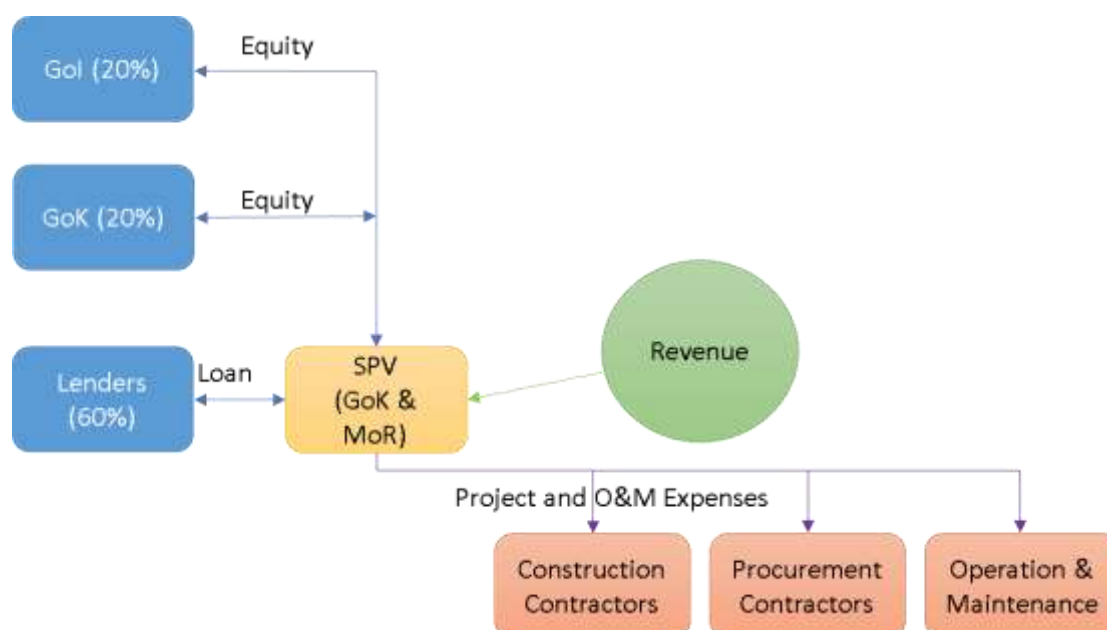 Equity
GoI (20%)
Equity
GoK (20%)
Revenue
Loan
Lenders
(60%)
SPV
(GoK &
MoR)
Project and O&M Expenses
Construction
Contractors
Procurement
Contractors
Operation &
Maintenance